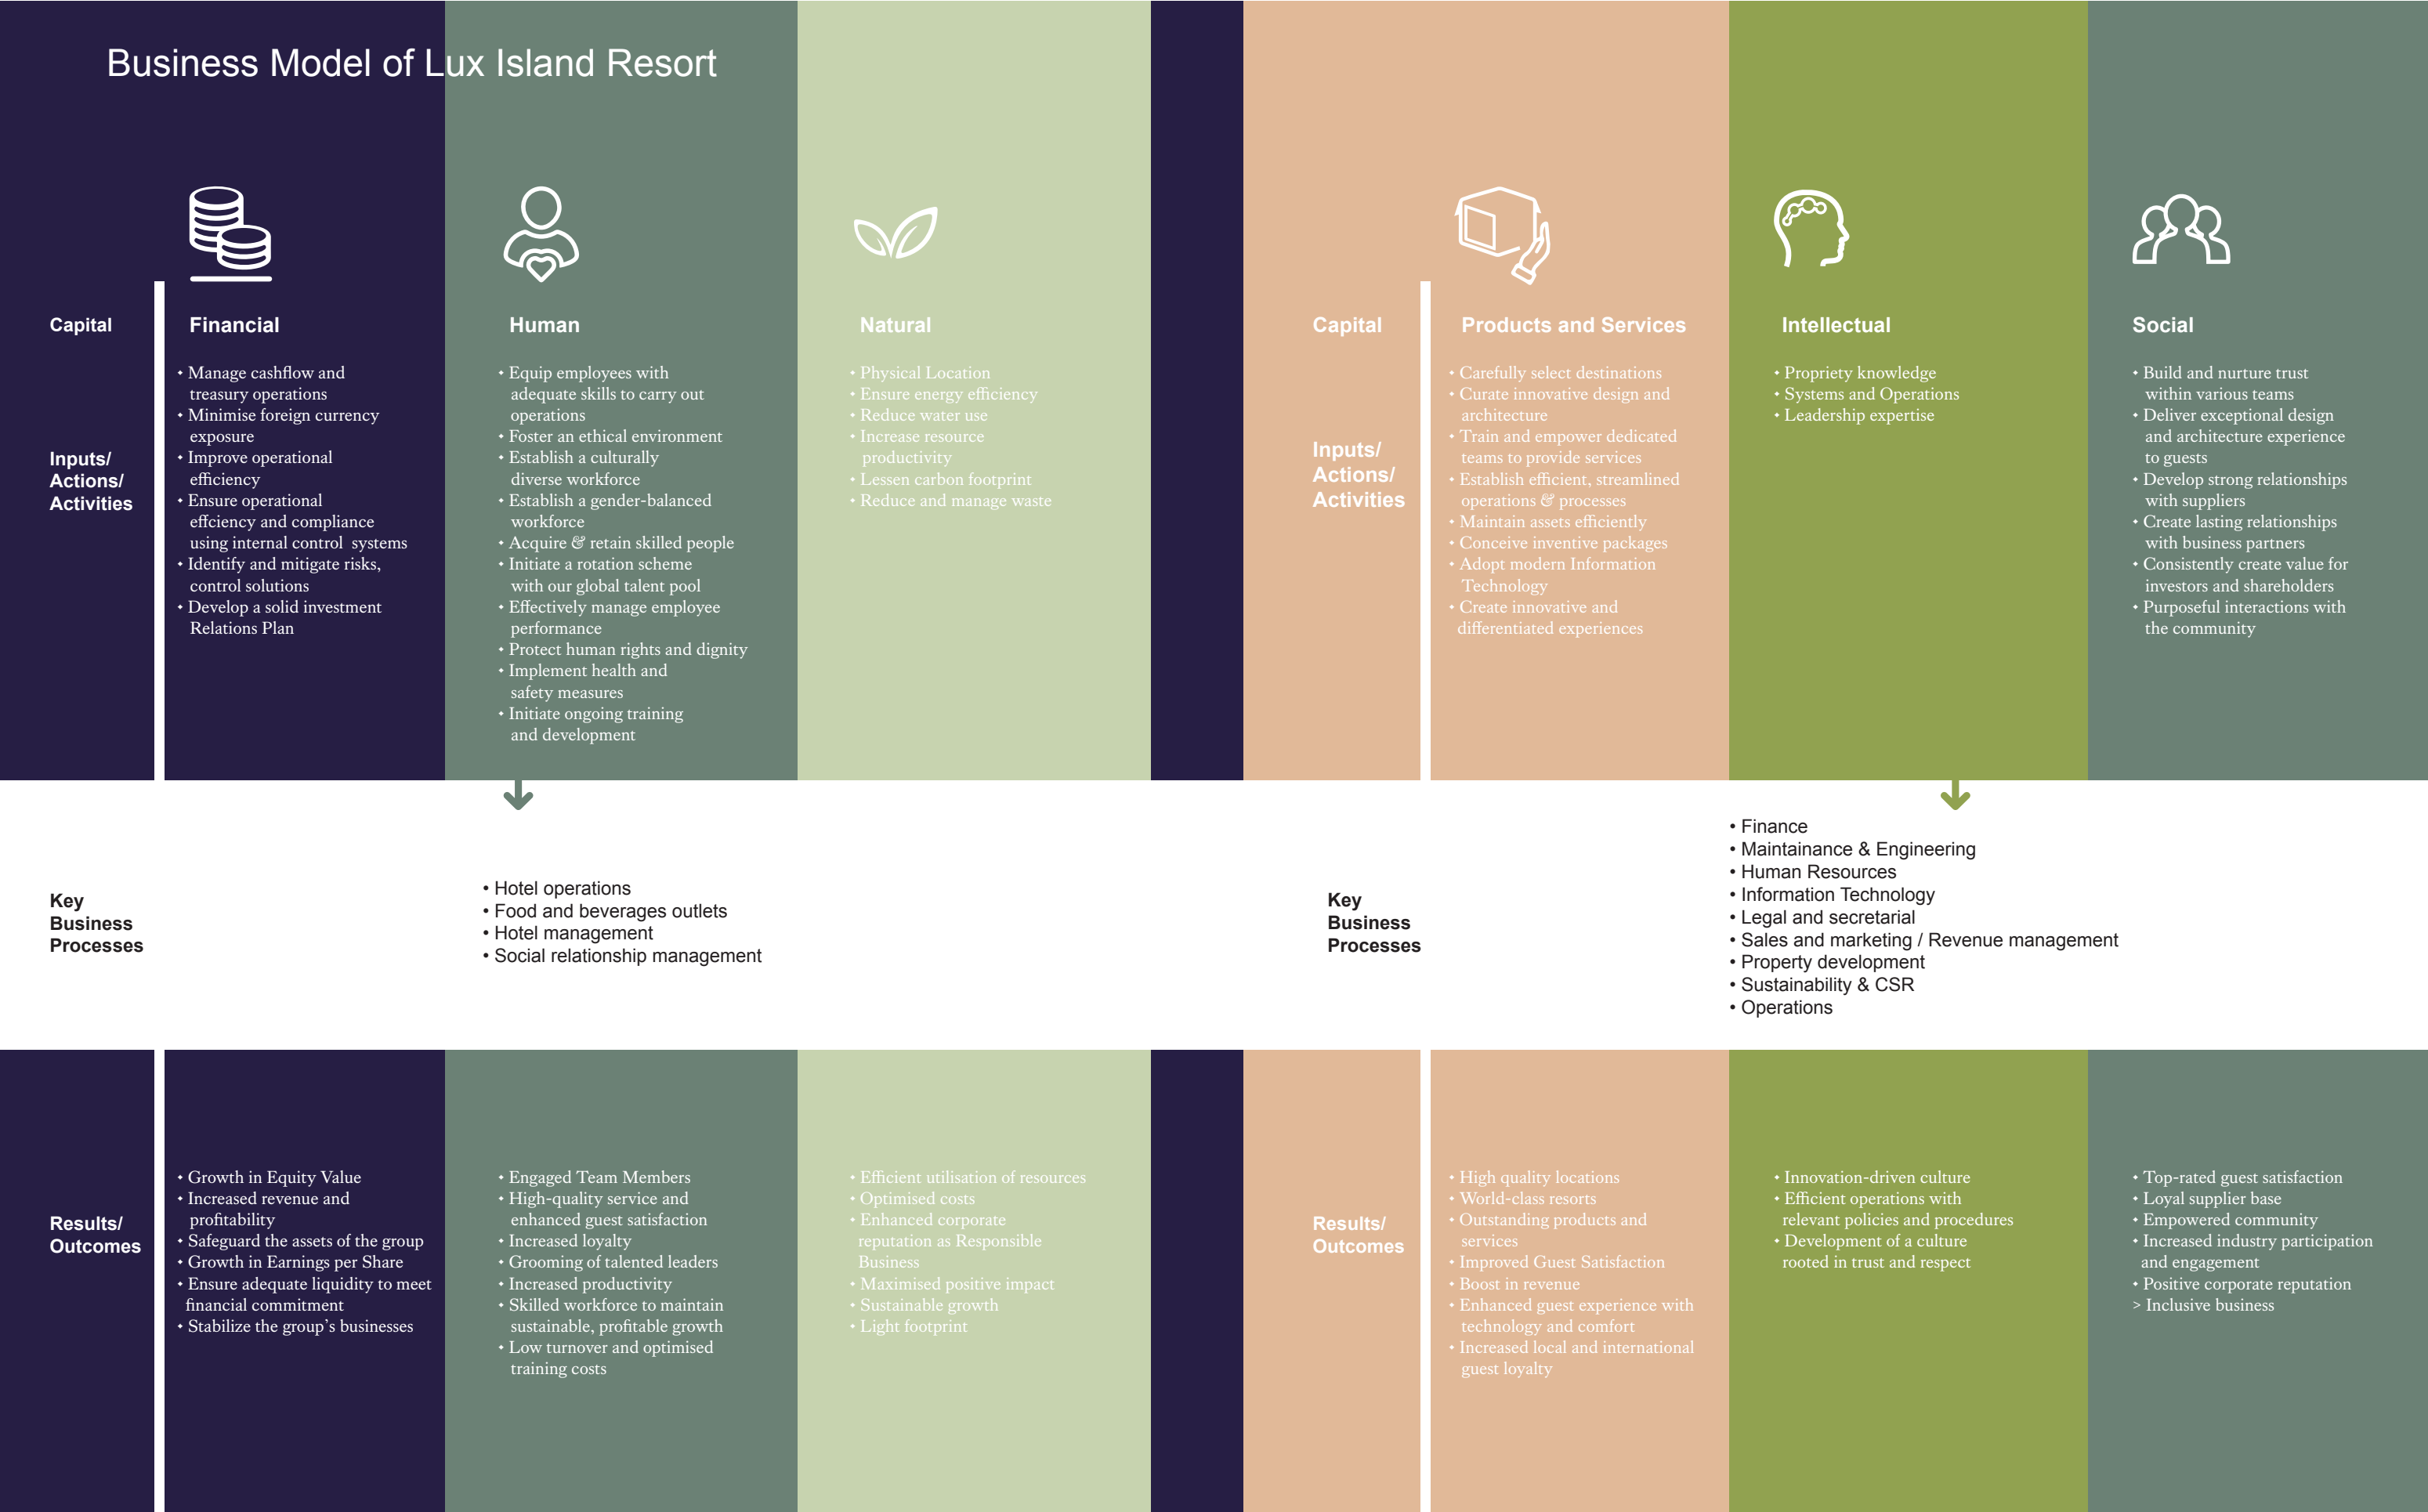 Business Model of Lux Island Resort
Capital
Financial
• Manage cashflow and
treasury operations
• Minimise foreign currency
exposure
• Improve operational
efficiency
• Ensure operational
effciency and compliance
using internal control systems
• Identify and mitigate risks,
control solutions
• Develop a solid investment
Relations Plan
Human
• Equip employees with
adequate skills to carry out
operations
• Foster an ethical environment
• Establish a culturally
diverse workforce
• Establish a gender-balanced
workforce
• Acquire & retain skilled people
• Initiate a rotation scheme
with our global talent pool
• Effectively manage employee
performance
• Protect human rights and dignity
• Implement health and
safety measures
• Initiate ongoing training
and development
Natural
• Physical Location
• Ensure energy efficiency
• Reduce water use
• Increase resource
productivity
• Lessen carbon footprint
• Reduce and manage waste
Inputs/
Actions/
Activities
Key
Business
Processes
• Hotel operations
• Food and beverages outlets
• Hotel management
• Social relationship management
Results/
Outcomes
• Growth in Equity Value
• Increased revenue and
profitability
• Safeguard the assets of the group
• Growth in Earnings per Share
• Ensure adequate liquidity to meet
financial commitment
• Stabilize the group's businesses
• Engaged Team Members
• High-quality service and
enhanced guest satisfaction
• Increased loyalty
• Grooming of talented leaders
• Increased productivity
• Skilled workforce to maintain
sustainable, profitable growth
• Low turnover and optimised
training costs
• Efficient utilisation of resources
• Optimised costs
• Enhanced corporate
reputation as Responsible
Business
• Maximised positive impact
• Sustainable growth
• Light footprint
Capital
Products and Services
• Carefully select destinations
• Curate innovative design and
architecture
• Train and empower dedicated
teams to provide services
• Establish efficient, streamlined
operations & processes
• Maintain assets efficiently
• Conceive inventive packages
• Adopt modern Information
Technology
• Create innovative and
differentiated experiences
Intellectual
• Propriety knowledge
• Systems and Operations
• Leadership expertise
Social
• Build and nurture trust
within various teams
• Deliver exceptional design
and architecture experience
to guests
• Develop strong relationships
with suppliers
• Create lasting relationships
with business partners
• Consistently create value for
investors and shareholders
• Purposeful interactions with
the community
Inputs/
Actions/
Activities
Key
Business
Processes
• Finance
• Maintainance & Engineering
• Human Resources
• Information Technology
• Legal and secretarial
• Sales and marketing / Revenue management
• Property development
• Sustainability & CSR
• Operations
Results/
Outcomes
• High quality locations
• World-class resorts
• Outstanding products and
services
• Improved Guest Satisfaction
• Boost in revenue
• Enhanced guest experience with
technology and comfort
• Increased local and international
guest loyalty
• Innovation-driven culture
• Efficient operations with
relevant policies and procedures
• Development of a culture
rooted in trust and respect
• Top-rated guest satisfaction
• Loyal supplier base
• Empowered community
• Increased industry participation
and engagement
• Positive corporate reputation
> Inclusive business